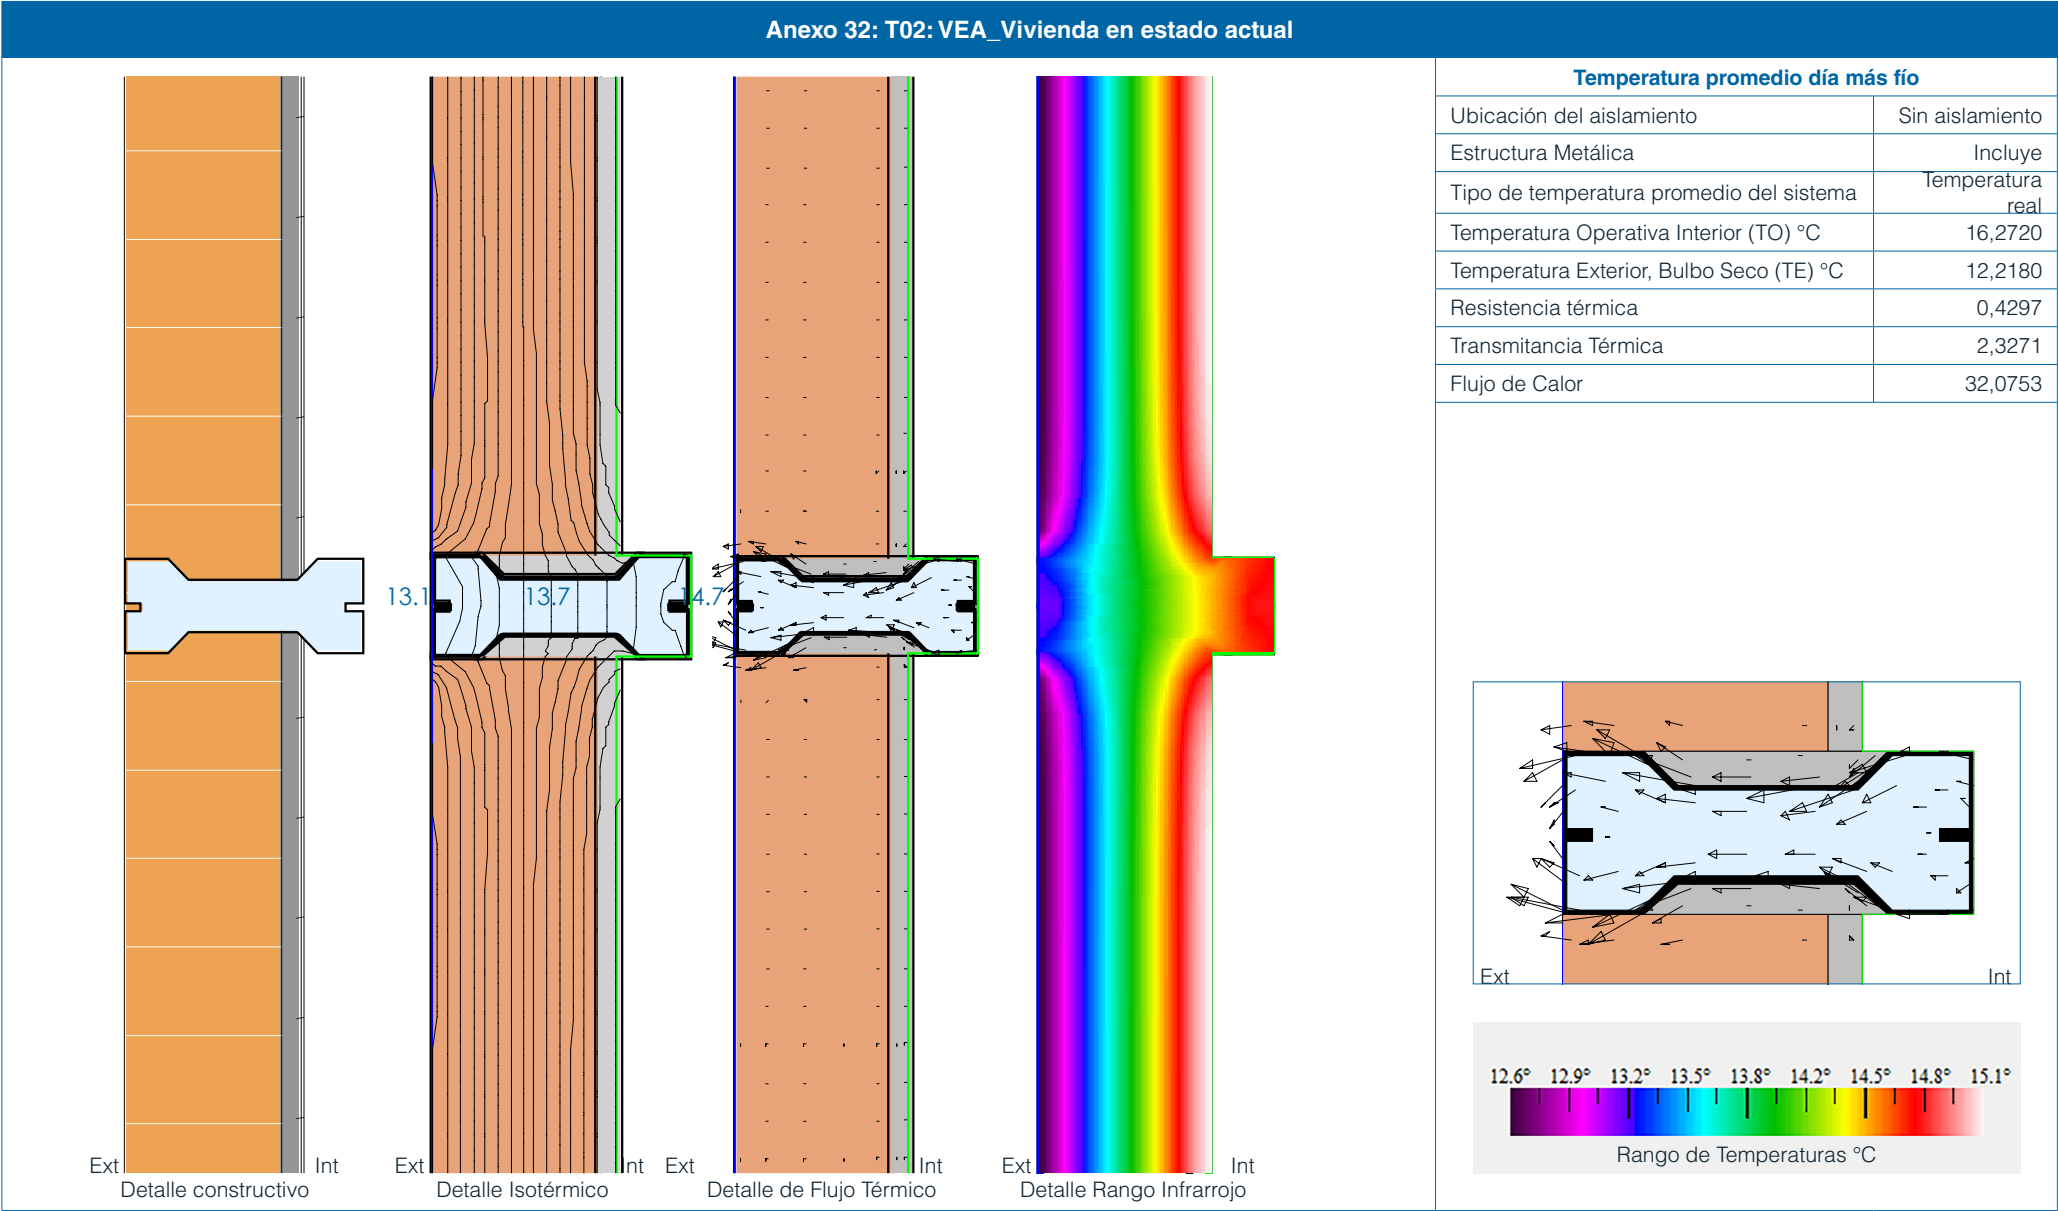 Anexo 32: T02: VEA_Vivienda en estado actual
Temperatura promedio día más fío
Ubicación del aislamiento Sin aislamiento
Estructura Metálica Incluye
Tipo de temperatura promedio del sistema Temperatura
real
Temperatura Operativa Interior (TO) °C 16,2720
Temperatura Exterior, Bulbo Seco (TE) °C 12,2180
Resistencia térmica 0,4297
Transmitancia Térmica 2,3271
Flujo de Calor 32,0753
13.1 13.7 14.7
Ext Int
12.6° 12.9° 13.2° 13.5° 13.8° 14.2° 14.5° 14.8° 15.1°
Rango de Temperaturas °C
Ext Int Ext Int Ext Int Ext Int
Detalle constructivo Detalle Isotérmico Detalle de Flujo Térmico Detalle Rango Infrarrojo